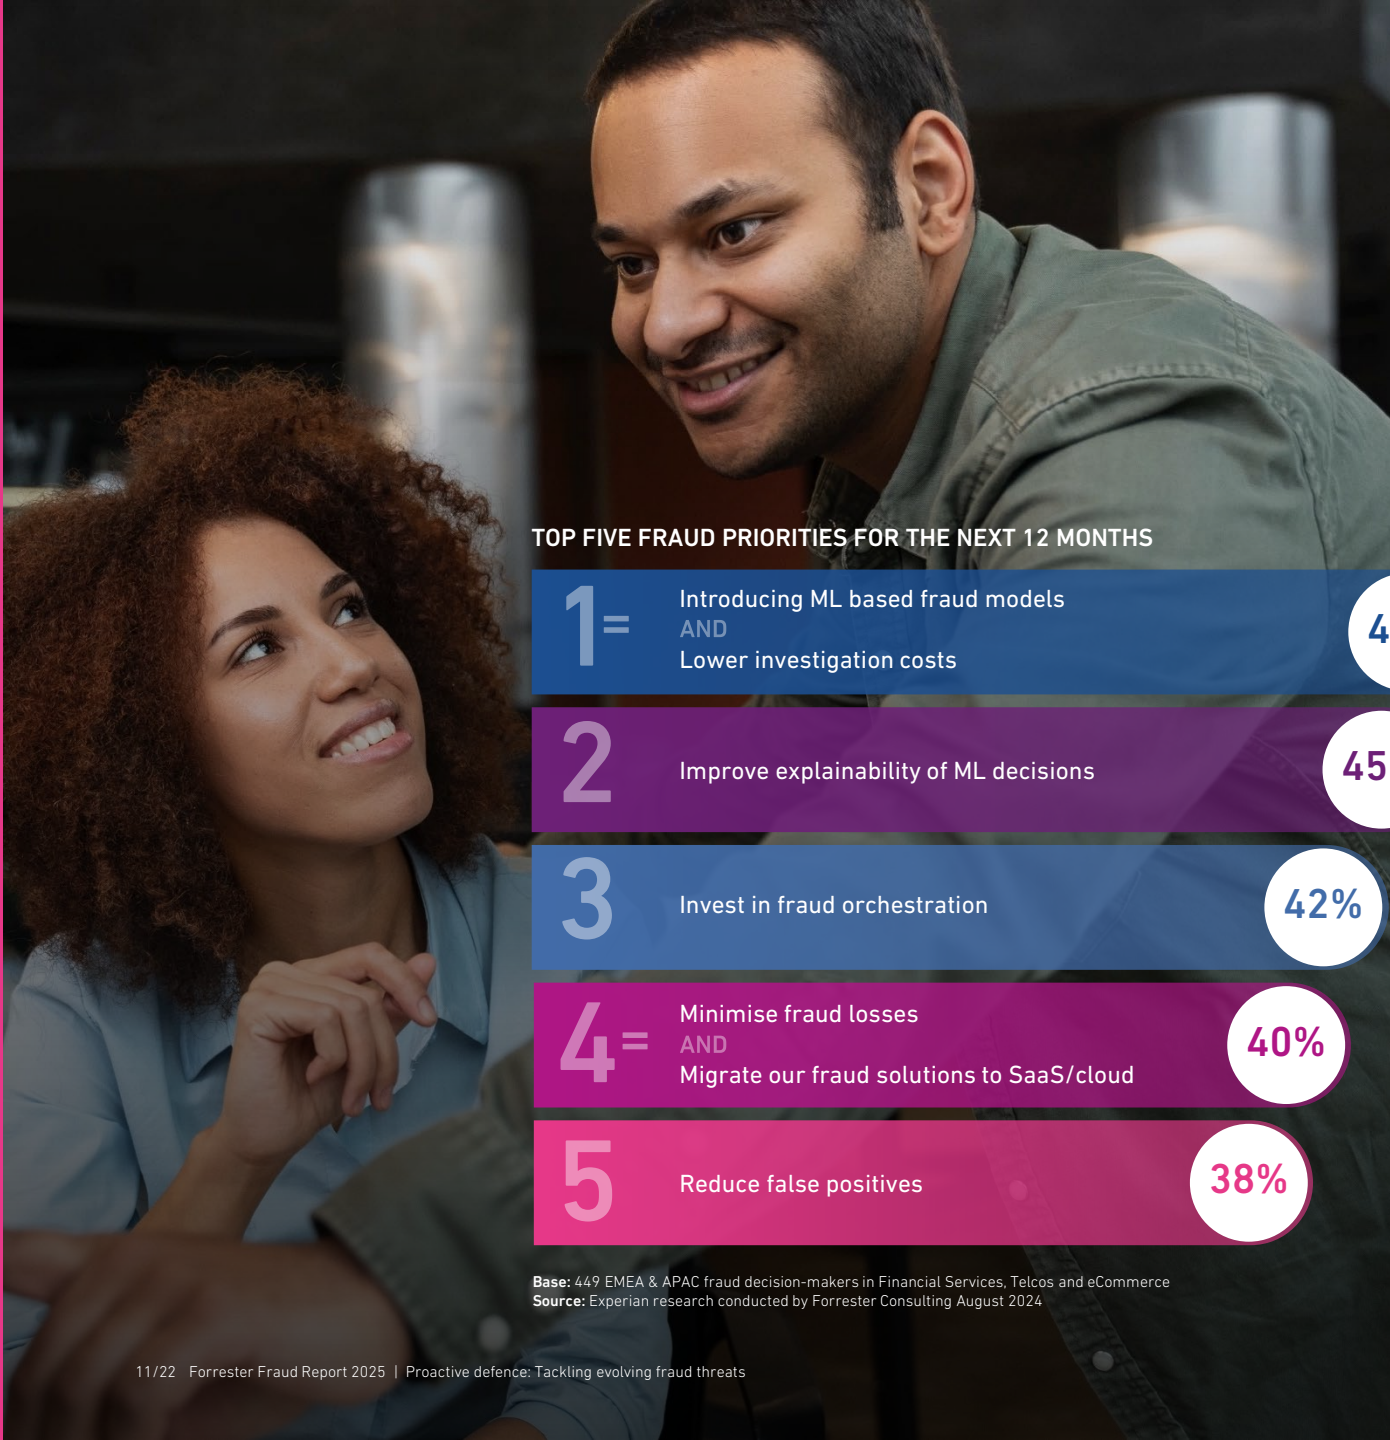 TOP FIVE FRAUD PRIORITIES FOR THE NEXT 12 MONTHS
1=
Introducing ML based fraud models
AND
Lower investigation costs
4
2
Improve explainability of ML decisions
45
3
Invest in fraud orchestration
42%
4=
Minimise fraud losses
AND
Migrate our fraud solutions to SaaS/cloud
40%
5
Reduce false positives
38%
Base: 449 EMEA & APAC fraud decision-makers in Financial Services, Telcos and eCommerce
Source: Experian research conducted by Forrester Consulting August 2024
11/22 Forrester Fraud Report 2025 | Proactive defence: Tackling evolving fraud threats